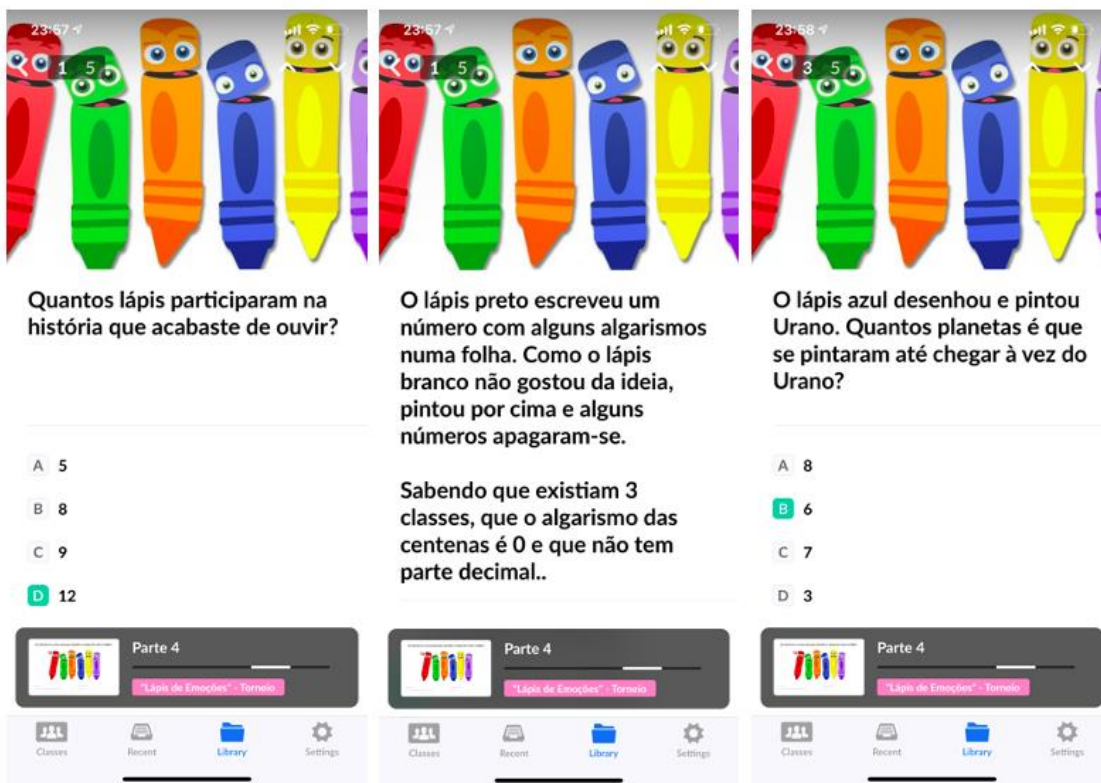 23:57
1 5
Quantos lápis participaram na
história que acabaste de ouvir?
A 5
B 8
C 9
D 12
Parte 4
"Lápis de Emoções" - Torneio
Classes Recent Library Settings
23:57
1 5
O lápis preto escreveu um
número com alguns algarismos
numa folha. Como o lápis
branco não gostou da ideia,
pintou por cima e alguns
números apagaram-se.
Sabendo que existiam 3
classes, que o algarismo das
centenas é 0 e que não tem
parte decimal..
Parte 4
"Lápis de Emoções" - Torneio
Classes Recent Library Settings
23:58
3 5
O lápis azul desenhou e pintou
Urano. Quantos planetas é que
se pintaram até chegar à vez do
Urano?
A 8
B 6
C 7
D 3
Parte 4
"Lápis de Emoções" - Torneio
Classes Recent Library Settings